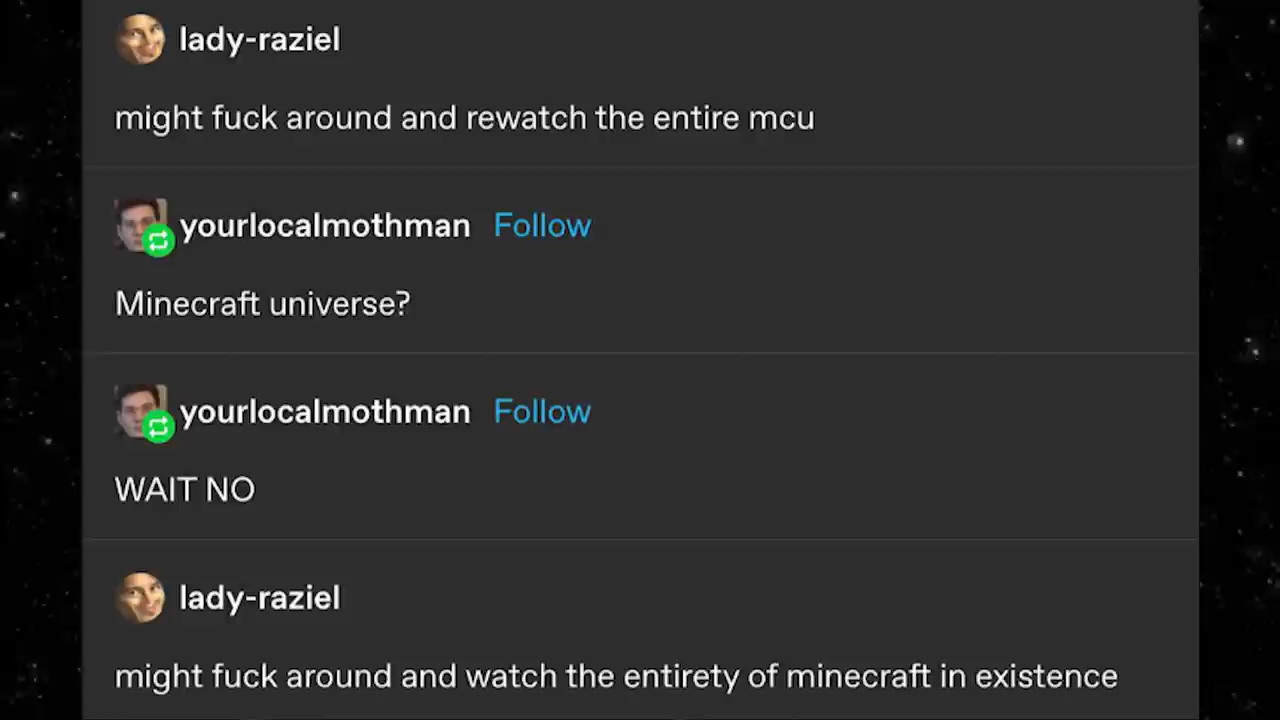 lady-raziel
might fuck around and rewatch the entire mcu
yourlocalmothman Follow
Minecraft universe?
yourlocalmothman Follow
WAIT NO
lady-raziel
might fuck around and watch the entirety of minecraft in existence